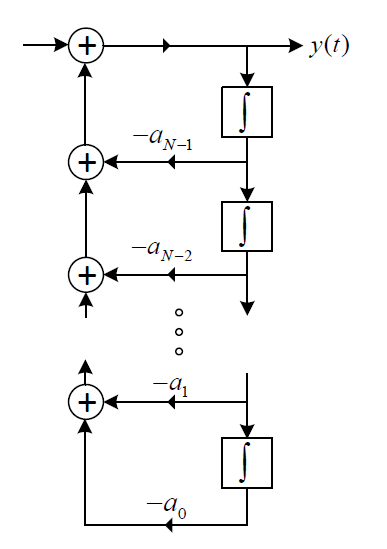 + y(t)
∫
−a_{N−1}
+
∫
−a_{N−2}
+
−a_1
+
∫
−a_0